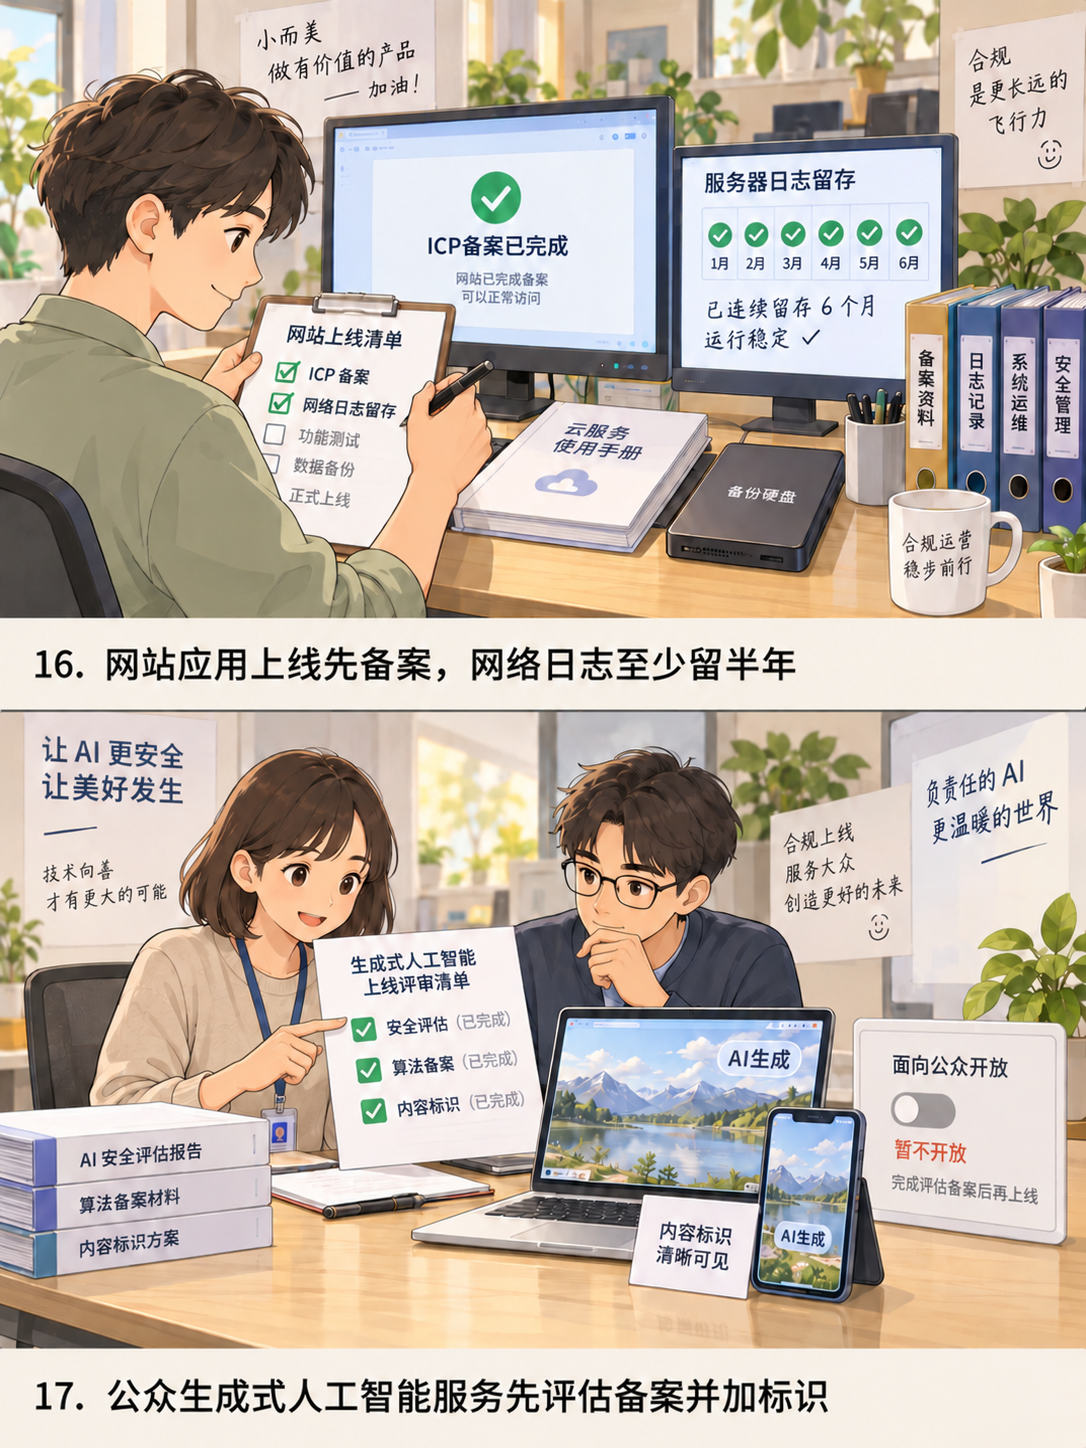 小而美
做有价值的产品
—— 加油！
合规
是更长远的
飞行力
ICP备案已完成
网站已完成备案
可以正常访问
服务器日志留存
1月 2月 3月 4月 5月 6月
已连续留存 6 个月
运行稳定 ✓
网站上线清单
ICP 备案
网络日志留存
功能测试
数据备份
正式上线
云服务
使用手册
备份硬盘
备案资料
日志记录
系统运维
安全管理
合规运营
稳步前行
16. 网站应用上线先备案，网络日志至少留半年
让 AI 更安全
让美好发生
技术向善
才有更大的可能
合规上线
服务大众
创造更好的未来
负责任的 AI
更温暖的世界
生成式人工智能
上线评审清单
安全评估（已完成）
算法备案（已完成）
内容标识（已完成）
AI生成
面向公众开放
暂不开放
完成评估备案后再上线
AI 安全评估报告
算法备案材料
内容标识方案
内容标识
清晰可见
AI生成
17. 公众生成式人工智能服务先评估备案并加标识